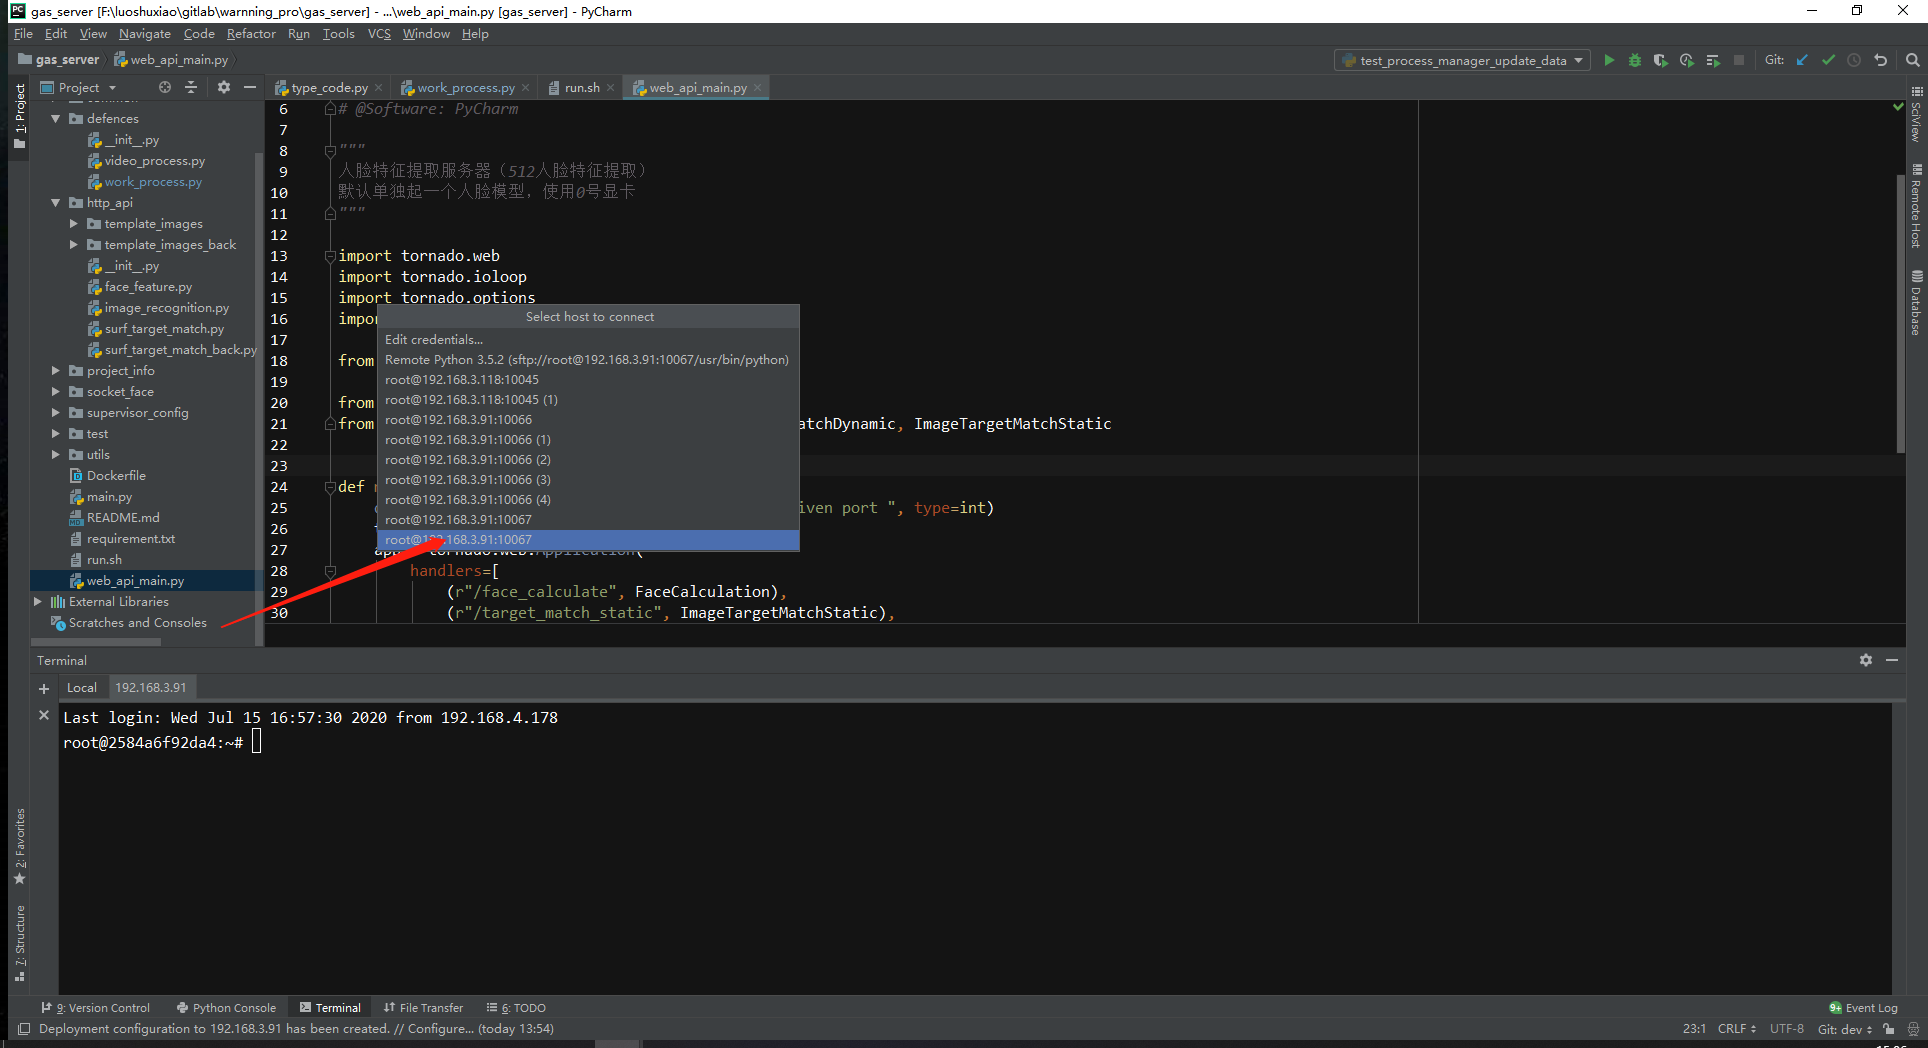 gas_server [F:\luoshuxiao\gitlab\warnning_pro\gas_server] - ...\web_api_main.py [gas_server] - PyCharm
File Edit View Navigate Code Refactor Run Tools VCS Window Help
gas_server web_api_main.py
test_process_manager_update_data Git:
Project
type_code.py work_process.py run.sh web_api_main.py
1: Project
defences
__init__.py
video_process.py
work_process.py
http_api
template_images
template_images_back
__init__.py
face_feature.py
image_recognition.py
surf_target_match.py
surf_target_match_back.py
project_info
socket_face
supervisor_config
test
utils
Dockerfile
main.py
README.md
requirement.txt
run.sh
web_api_main.py
External Libraries
Scratches and Consoles
6 # @Software: PyCharm
7
8 """
9 人脸特征提取服务器（512人脸特征提取）
10 默认单独起一个人脸模型，使用0号显卡
11 """
12
13 import tornado.web
14 import tornado.ioloop
15 import tornado.options
16 impor
17
18 from
19
20 from
21 from atchDynamic, ImageTargetMatchStatic
22
23
24 def
25 iven port ", type=int)
26
27 tornado.web.Application(
28 handlers=[
29 (r"/face_calculate", FaceCalculation),
30 (r"/target_match_static", ImageTargetMatchStatic),
Select host to connect
Edit credentials...
Remote Python 3.5.2 (sftp://root@192.168.3.91:10067/usr/bin/python)
root@192.168.3.118:10045
root@192.168.3.118:10045 (1)
root@192.168.3.91:10066
root@192.168.3.91:10066 (1)
root@192.168.3.91:10066 (2)
root@192.168.3.91:10066 (3)
root@192.168.3.91:10066 (4)
root@192.168.3.91:10067
root@192.168.3.91:10067
SciView
Remote Host
Database
Terminal
Local 192.168.3.91
Last login: Wed Jul 15 16:57:30 2020 from 192.168.4.178
root@2584a6f92da4:~#
2: Favorites
7: Structure
9: Version Control Python Console Terminal File Transfer 6: TODO
9+ Event Log
Deployment configuration to 192.168.3.91 has been created. // Configure... (today 13:54)
23:1 CRLF UTF-8 Git: dev